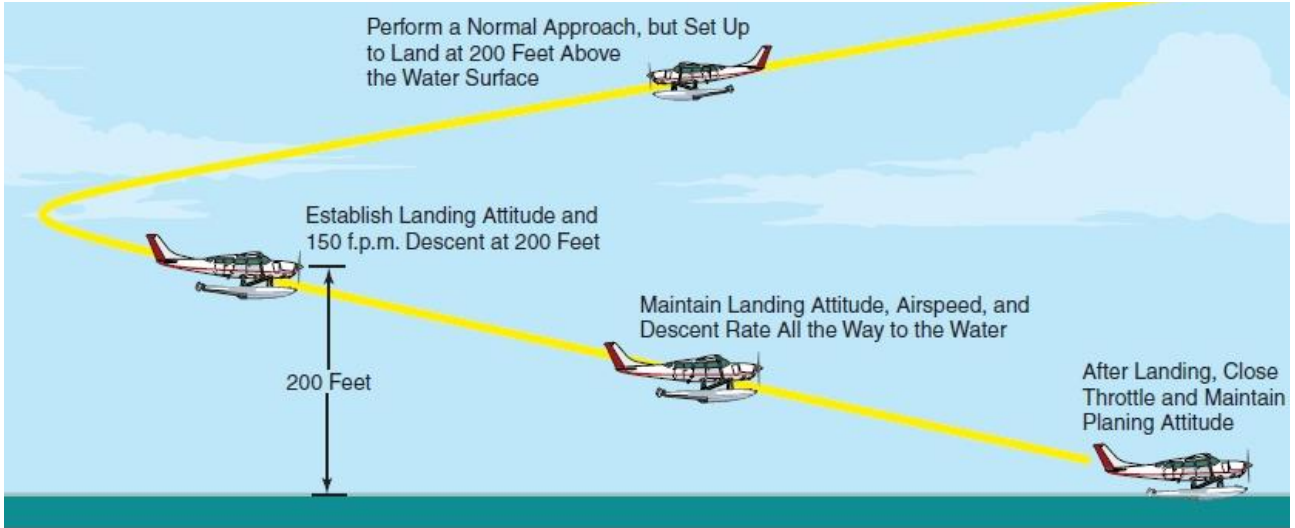 Perform a Normal Approach, but Set Up
to Land at 200 Feet Above
the Water Surface
Establish Landing Attitude and
150 f.p.m. Descent at 200 Feet
Maintain Landing Attitude, Airspeed, and
Descent Rate All the Way to the Water
200 Feet
After Landing, Close
Throttle and Maintain
Planing Attitude